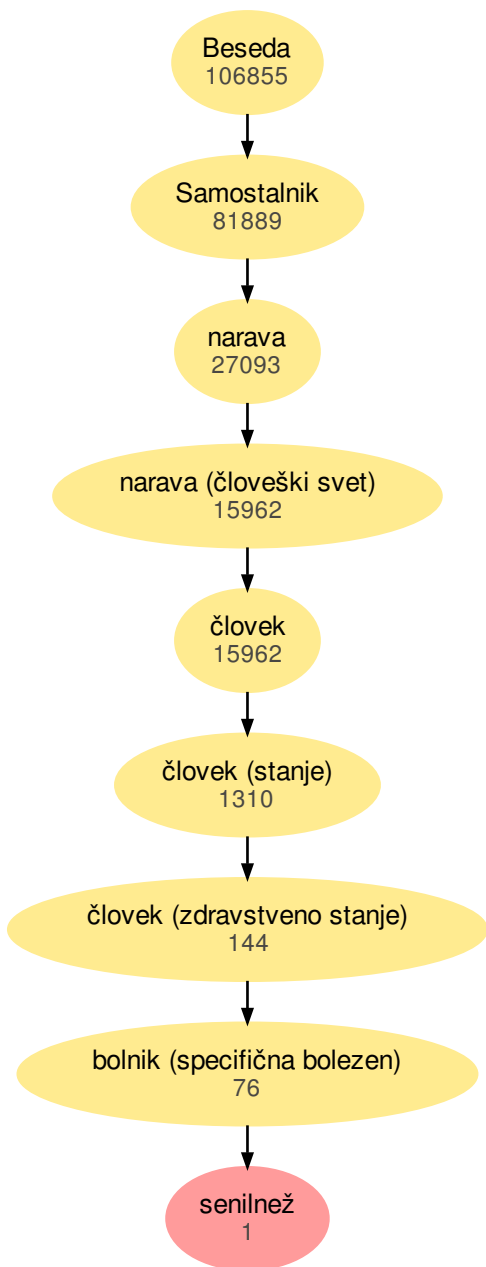 Beseda
106855
Samostalnik
81889
narava
27093
narava (človeški svet)
15962
človek
15962
človek (stanje)
1310
človek (zdravstveno stanje)
144
bolnik (specifična bolezen)
76
senilnež
1